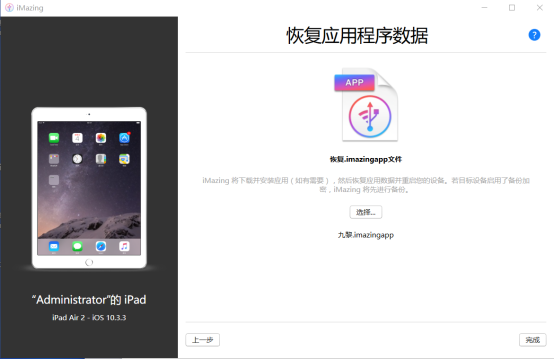 iMazing
恢复应用程序数据
?
APP
恢复.imazingapp文件
iMazing 将下载并安装应用（如有需要），然后恢复应用数据并重启您的设备。若目标设备启用了备份加
密，iMazing 将先进行备份。
选择...
九黎.imazingapp
“Administrator”的 iPad
iPad Air 2 - iOS 10.3.3
上一步
完成